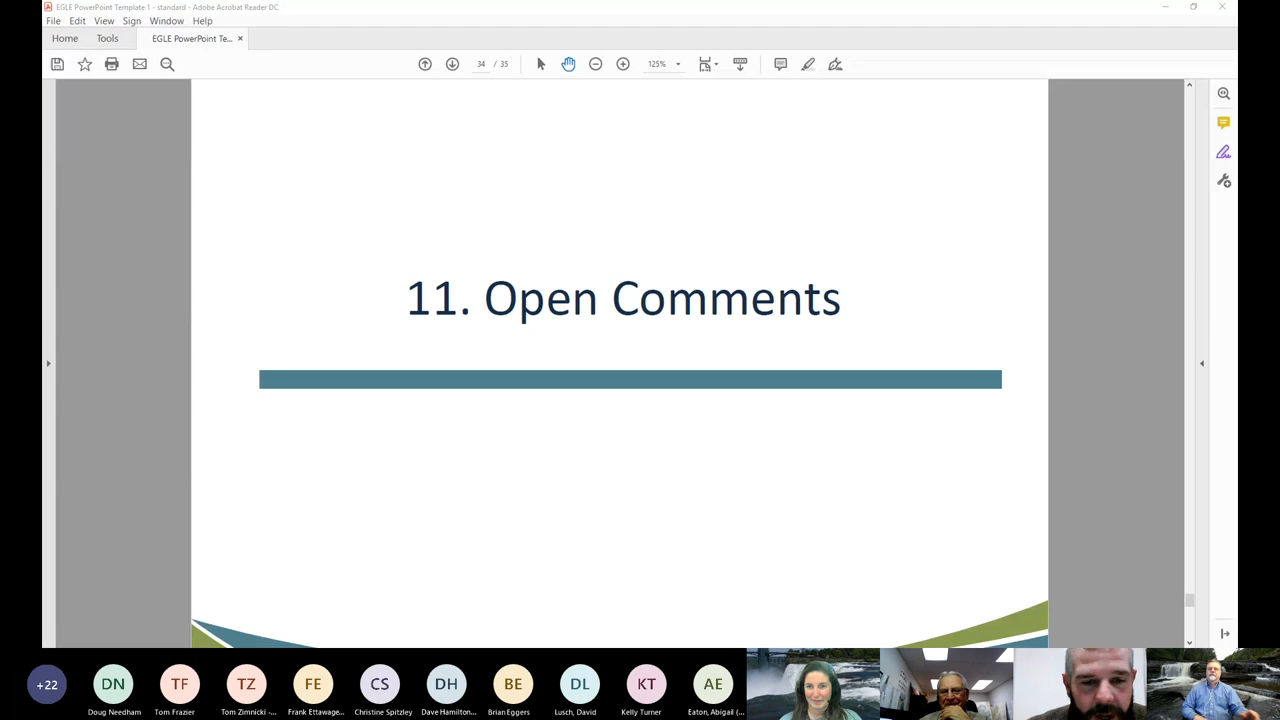 EGLE PowerPoint Template 1 - standard - Adobe Acrobat Reader DC
File Edit View Sign Window Help
Home Tools EGLE PowerPoint Te... ×
34 / 35 125%
11. Open Comments
+22 DN TF TZ FE CS DH BE DL KT AE
Doug Needham Tom Frazier Tom Zimnicki -... Frank Ettawage... Christine Spitzley Dave Hamilton... Brian Eggers Lusch, David Kelly Turner Eaton, Abigail (...